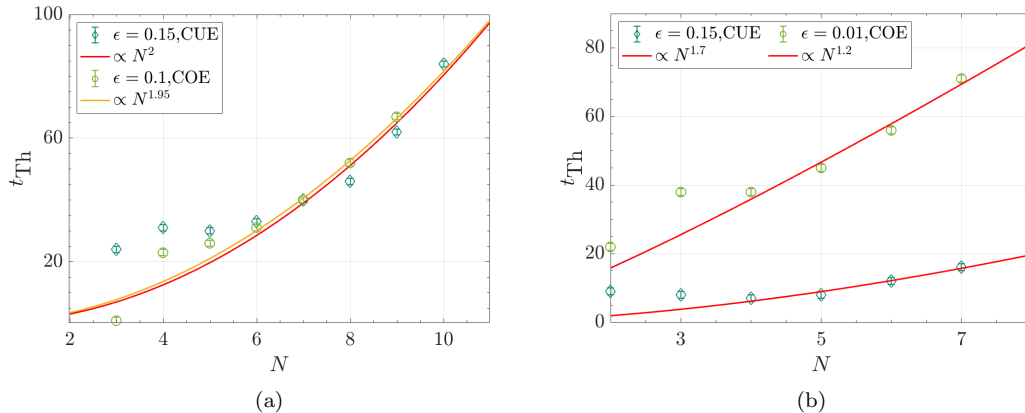 100
60
20
t_Th
2
4
6
8
10
N
ϵ = 0.15,CUE
∝ N^2
ϵ = 0.1,COE
∝ N^1.95
(a)
80
60
40
20
0
t_Th
3
5
7
N
ϵ = 0.15,CUE ϵ = 0.01,COE
∝ N^1.7 ∝ N^1.2
(b)